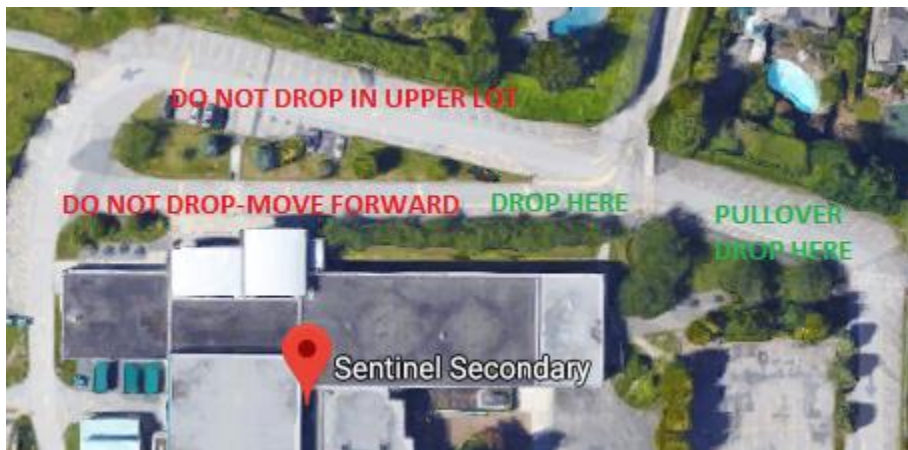 DO NOT DROP IN UPPER LOT
DO NOT DROP-MOVE FORWARD
DROP HERE
PULLOVER
DROP HERE
Sentinel Secondary